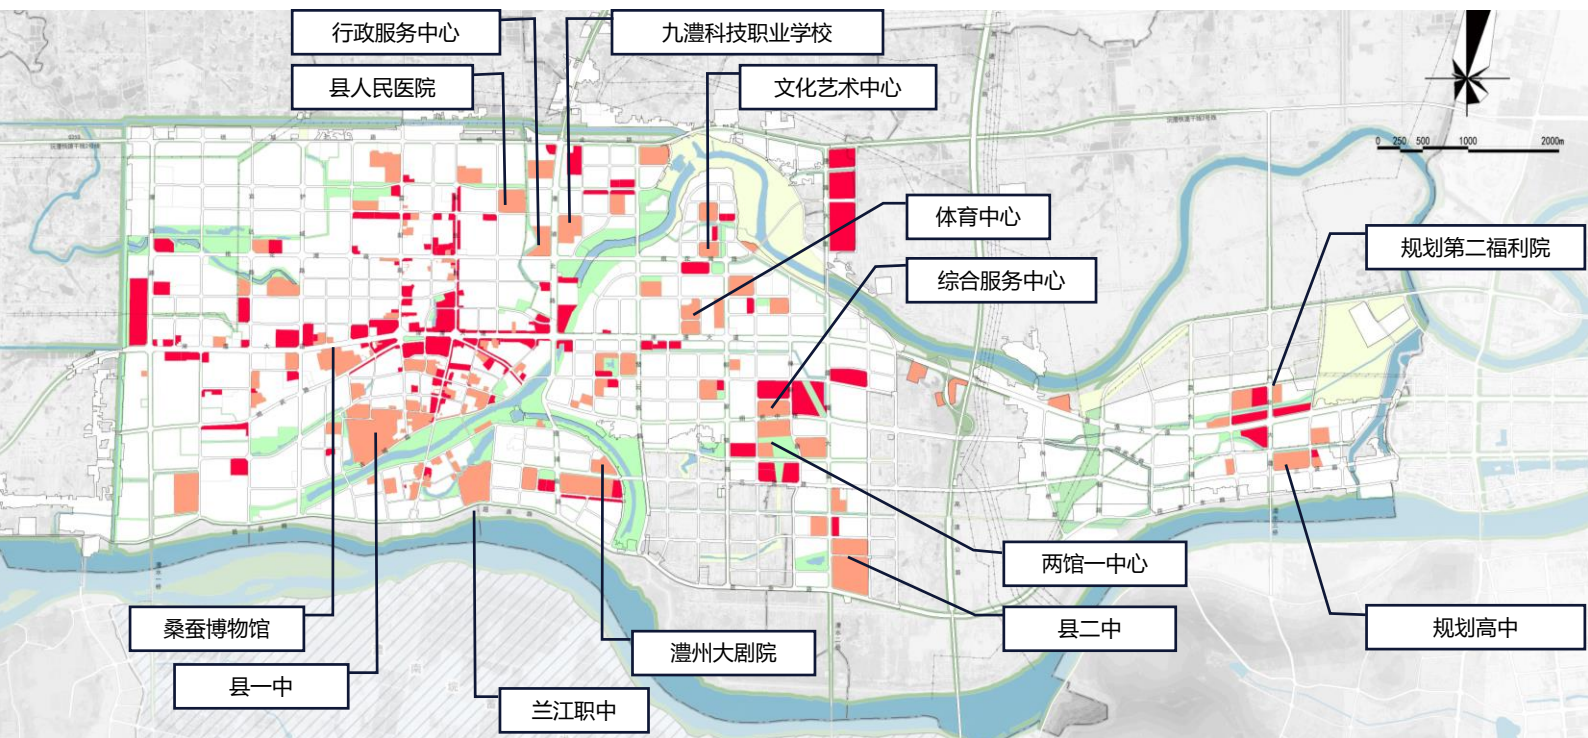 行政服务中心
九澧科技职业学校
县人民医院
文化艺术中心
0 250 500 1000 2000m
体育中心
规划第二福利院
综合服务中心
两馆一中心
桑蚕博物馆
县二中
规划高中
澧州大剧院
县一中
兰江职中